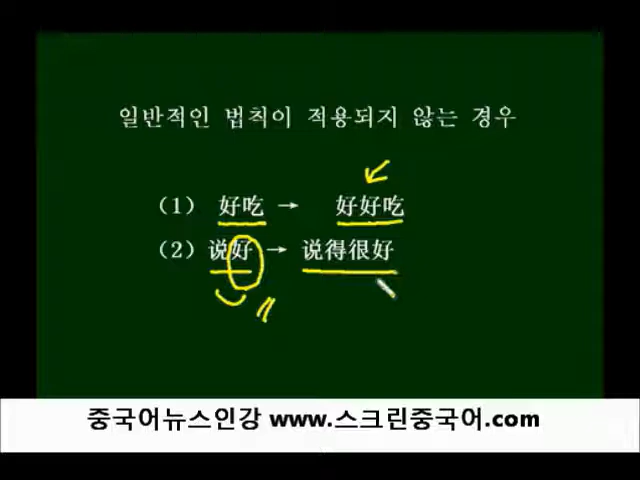 일반적인 법칙이 적용되지 않는 경우
(1) 好吃 → 好好吃
(2) 说好 → 说得很好
중국어뉴스인강 www.스크린중국어.com